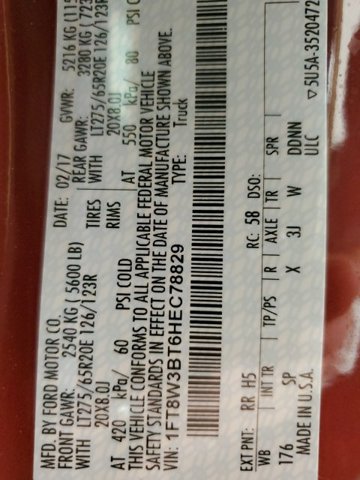 MFD. BY FORD MOTOR CO.
DATE: 02/17 GVWR: 5216 KG
FRONT GAWR: 2540 KG ( 5600 LB) REAR GAWR: 3280 KG
WITH LT275/65R20E 126/123R TIRES WITH LT275/65R20E 126/123R
20X8.0J RIMS 20X8.0J
AT 420 kPa/ 60 PSI COLD AT 550 kPa/ 80 PSI
THIS VEHICLE CONFORMS TO ALL APPLICABLE FEDERAL MOTOR VEHICLE
SAFETY STANDARDS IN EFFECT ON THE DATE OF MANUFACTURE SHOWN ABOVE.
VIN: 1FT8W3BT6HEC78829 TYPE: Truck
EXT PNT: RR H5 RC: 58 DSO:
WB INT TR TP/PS R AXLE TR SPR
176 SP X 3J W DDNN
MADE IN U.S.A. ULC
▽5U5A-3520472